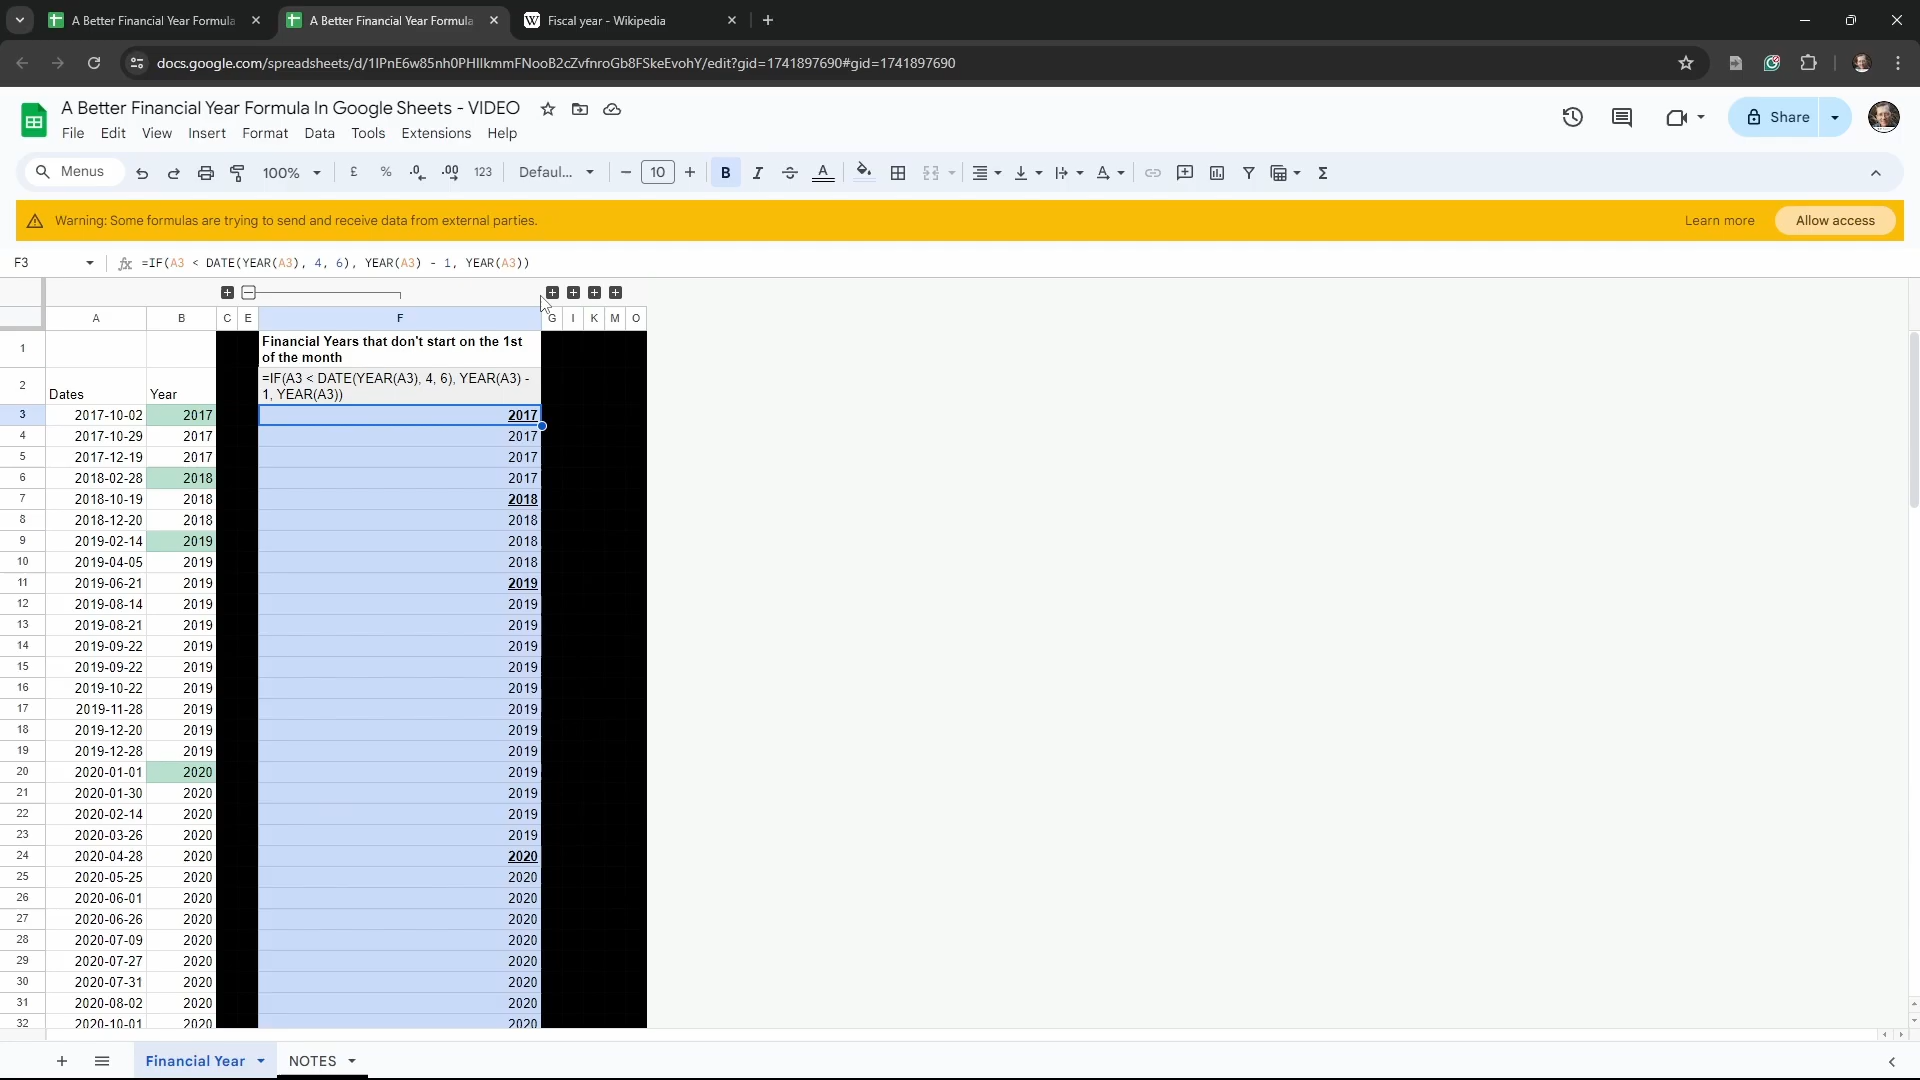 A Better Financial Year Formula
A Better Financial Year Formula
Fiscal year - Wikipedia
docs.google.com/spreadsheets/d/1IPnE6w85nh0PHIlkmmFNooB2cZvfnroGb8FSkeEvohY/edit?gid=1741897690#gid=1741897690
A Better Financial Year Formula In Google Sheets - VIDEO
File Edit View Insert Format Data Tools Extensions Help
Share
Menus 100% £ % .0 .00 123 Defaul... 10 B I A Σ
Warning: Some formulas are trying to send and receive data from external parties. Learn more Allow access
F3 fx =IF(A3 < DATE(YEAR(A3), 4, 6), YEAR(A3) - 1, YEAR(A3))
A B C E F G I K M O
1 Financial Years that don't start on the 1st
of the month
2 Dates Year =IF(A3 < DATE(YEAR(A3), 4, 6), YEAR(A3) -
1, YEAR(A3))
3 2017-10-02 2017 2017
4 2017-10-29 2017 2017
5 2017-12-19 2017 2017
6 2018-02-28 2018 2017
7 2018-10-19 2018 2018
8 2018-12-20 2018 2018
9 2019-02-14 2019 2018
10 2019-04-05 2019 2018
11 2019-06-21 2019 2019
12 2019-08-14 2019 2019
13 2019-08-21 2019 2019
14 2019-09-22 2019 2019
15 2019-09-22 2019 2019
16 2019-10-22 2019 2019
17 2019-11-28 2019 2019
18 2019-12-20 2019 2019
19 2019-12-28 2019 2019
20 2020-01-01 2020 2019
21 2020-01-30 2020 2019
22 2020-02-14 2020 2019
23 2020-03-26 2020 2019
24 2020-04-28 2020 2020
25 2020-05-25 2020 2020
26 2020-06-01 2020 2020
27 2020-06-26 2020 2020
28 2020-07-09 2020 2020
29 2020-07-27 2020 2020
30 2020-07-31 2020 2020
31 2020-08-02 2020 2020
32 2020-10-01 2020 2020
Financial Year NOTES